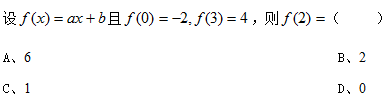 设 f(x)=ax+b 且 f(0)=-2, f(3)=4，则 f(2)=（　　）
A、6　　B、2
C、1　　D、0